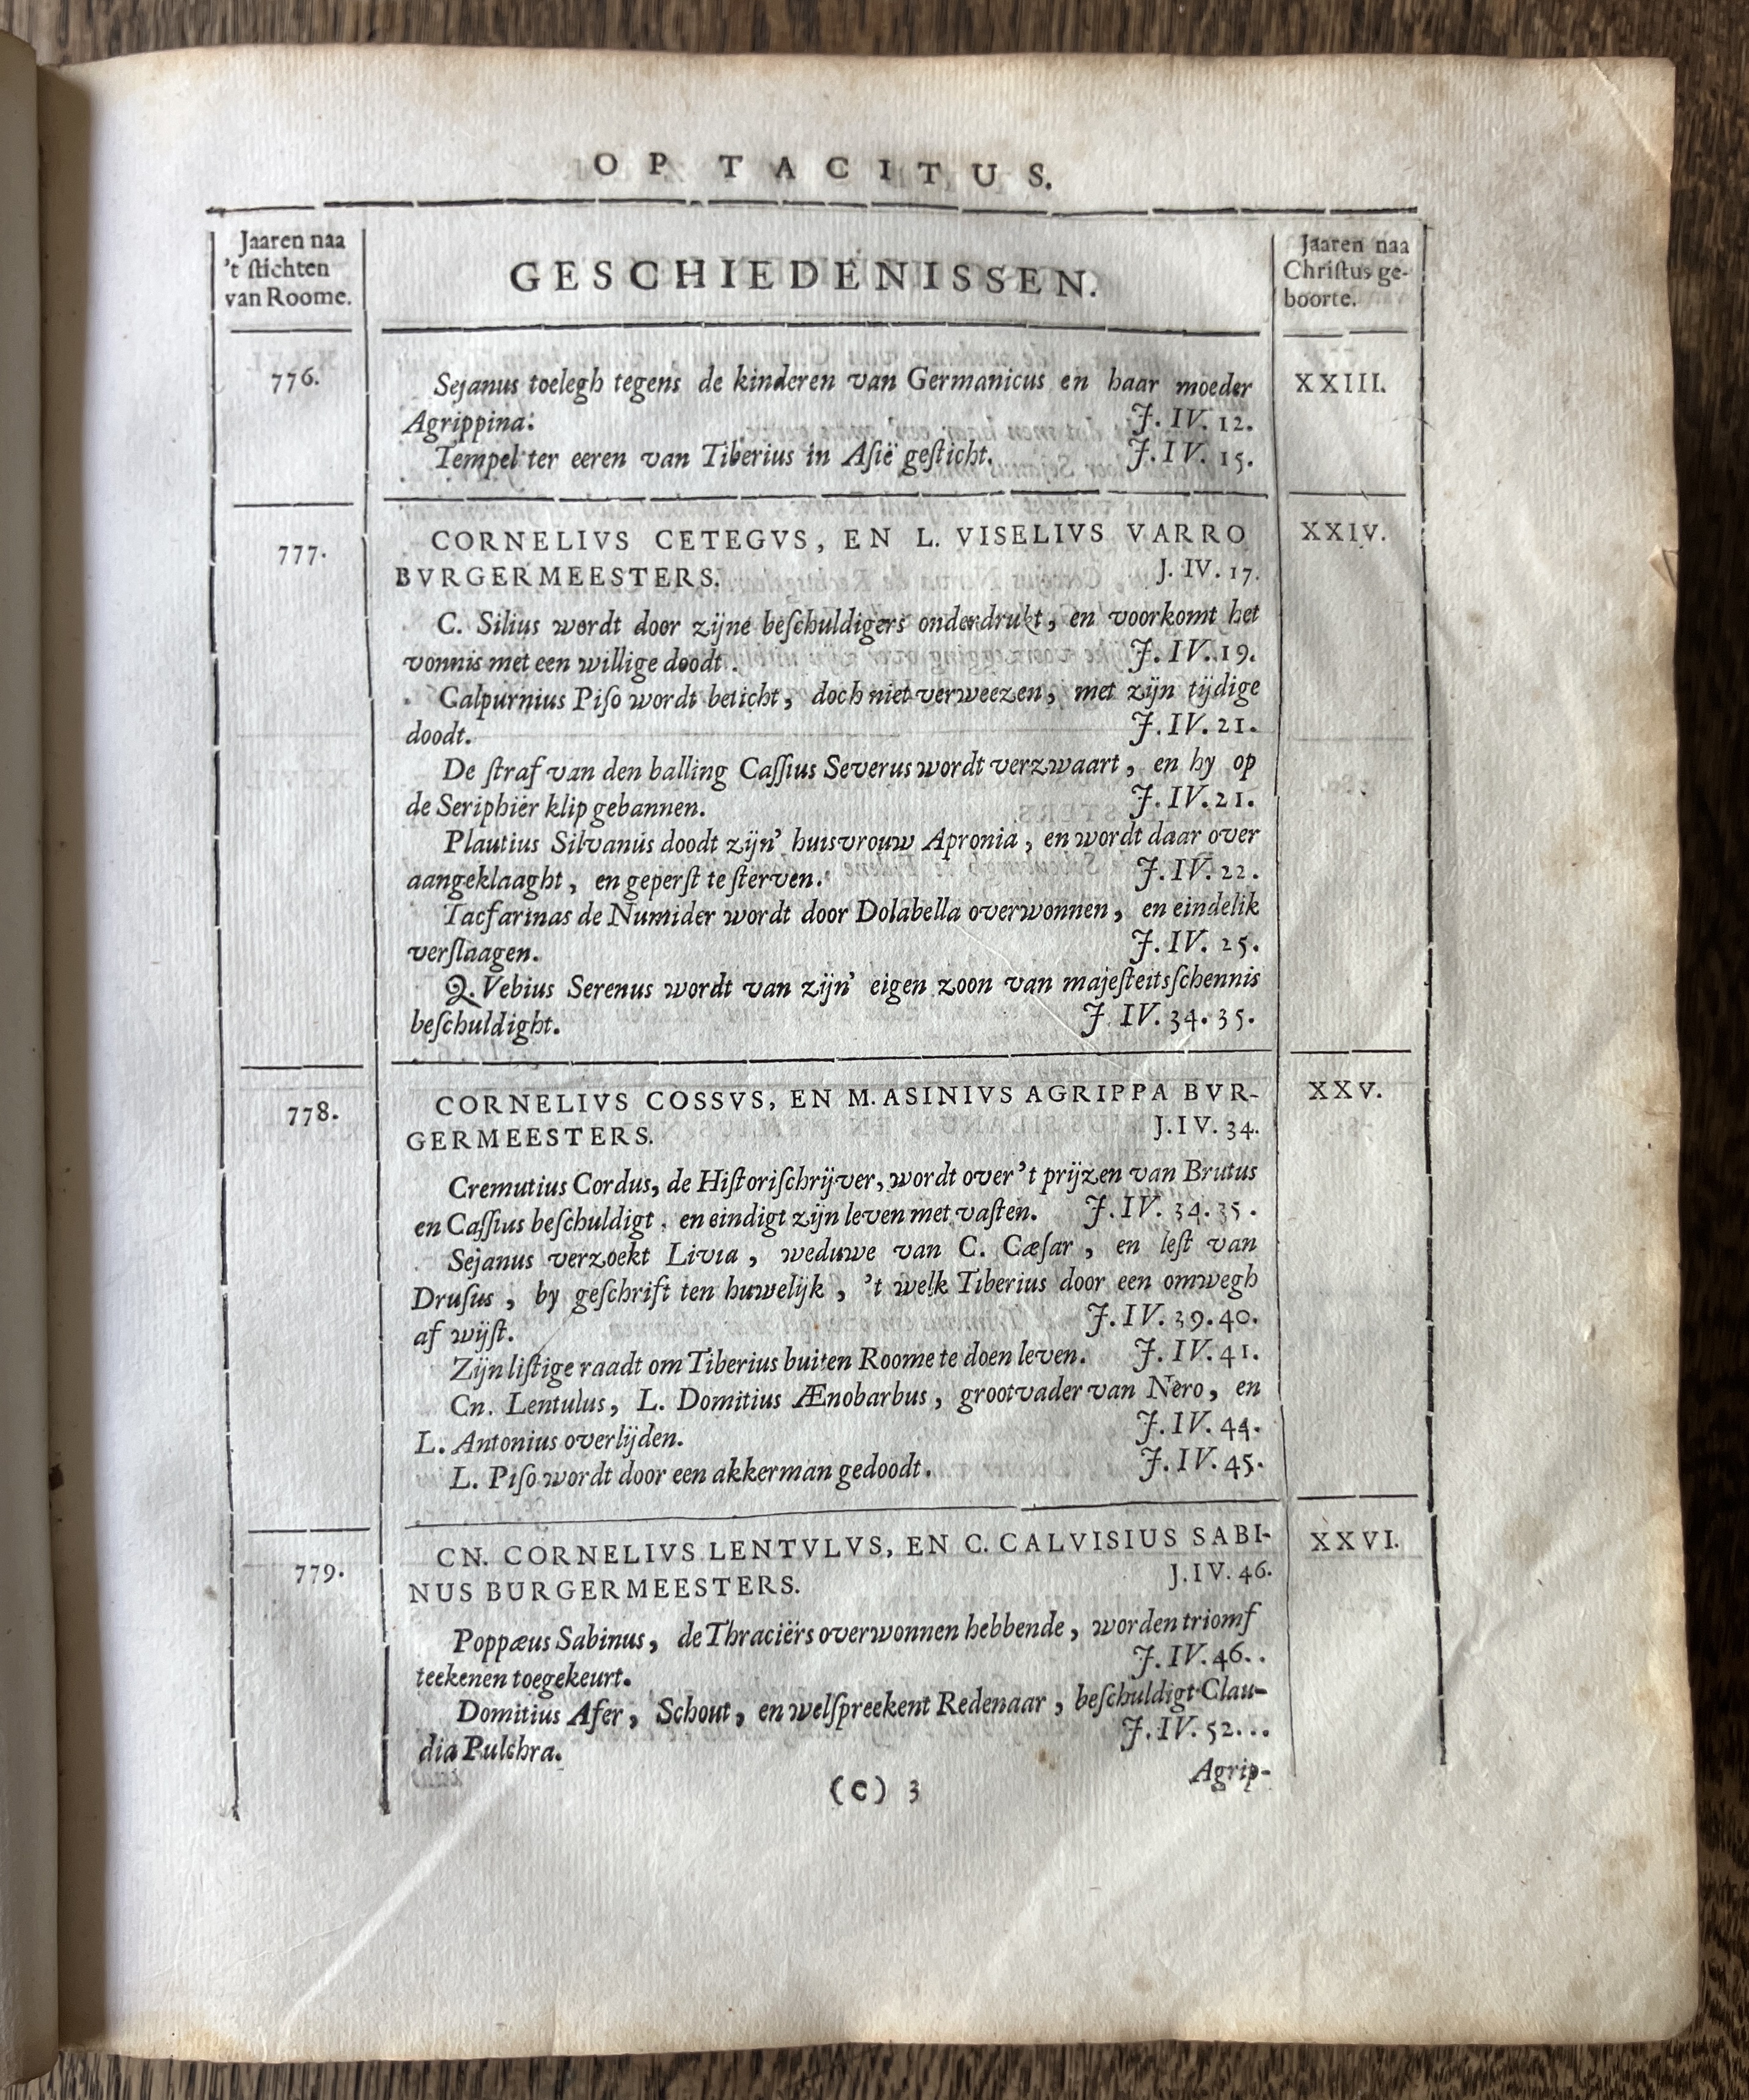 OP TACITUS.
Jaaren naa
't ſtichten
van Roome.
GESCHIEDENISSEN.
Jaaren naa
Chriſtus ge-
boorte.
776.
Sejanus toelegh tegens de kinderen van Germanicus en haar moeder
Agrippina. J. IV. 12.
Tempel ter eeren van Tiberius in Aſië geſticht. J. IV. 15.
XXIII.
777.
CORNELIVS CETEGVS, EN L. VISELIVS VARRO
BVRGERMEESTERS. J. IV. 17.
XXIV.
C. Silius wordt door zijne beſchuldigers onderdrukt, en voorkomt het
vonnis met een willige doodt. J. IV. 19.
Calpurnius Piſo wordt beticht, doch niet verweezen, met zijn tijdige
doodt. J. IV. 21.
De ſtraf van den balling Caſſius Severus wordt verzwaart, en hy op
de Seriphiër klip gebannen. J. IV. 21.
Plautius Silvanus doodt zijn' huisvrouw Apronia, en wordt daar over
aangeklaaght, en geperſt te ſterven. J. IV. 22.
Tacfarinas de Numider wordt door Dolabella overwonnen, en eindelik
verſlaagen. J. IV. 25.
Q. Vebius Serenus wordt van zijn' eigen zoon van majeſteitsſchennis
beſchuldight. J. IV. 34. 35.
778.
CORNELIVS COSSVS, EN M. ASINIVS AGRIPPA BVR-
GERMEESTERS. J. IV. 34.
XXV.
Cremutius Cordus, de Hiſtoriſchrijver, wordt over 't prijzen van Brutus
en Caſſius beſchuldigt, en eindigt zijn leven met vaſten. J. IV. 34. 35.
Sejanus verzoekt Livia, weduwe van C. Cæſar, en leſt van
Druſus, by geſchrift ten huwelijk, 't welk Tiberius door een omwegh
af wijſt. J. IV. 39. 40.
Zijn liſtige raadt om Tiberius buiten Roome te doen leven. J. IV. 41.
Cn. Lentulus, L. Domitius Ænobarbus, grootvader van Nero, en
L. Antonius overlijden. J. IV. 44.
L. Piſo wordt door een akkerman gedoodt. J. IV. 45.
779.
CN. CORNELIVS LENTVLVS, EN C. CALVISIUS SABI-
NUS BURGERMEESTERS. J. IV. 46.
XXVI.
Poppæus Sabinus, de Thraciërs overwonnen hebbende, worden triomf
teekenen toegekeurt. J. IV. 46..
Domitius Afer, Schout, en welſpreekent Redenaar, beſchuldigt Clau-
dia Pulchra. J. IV. 52...
(C) 3
Agrip-